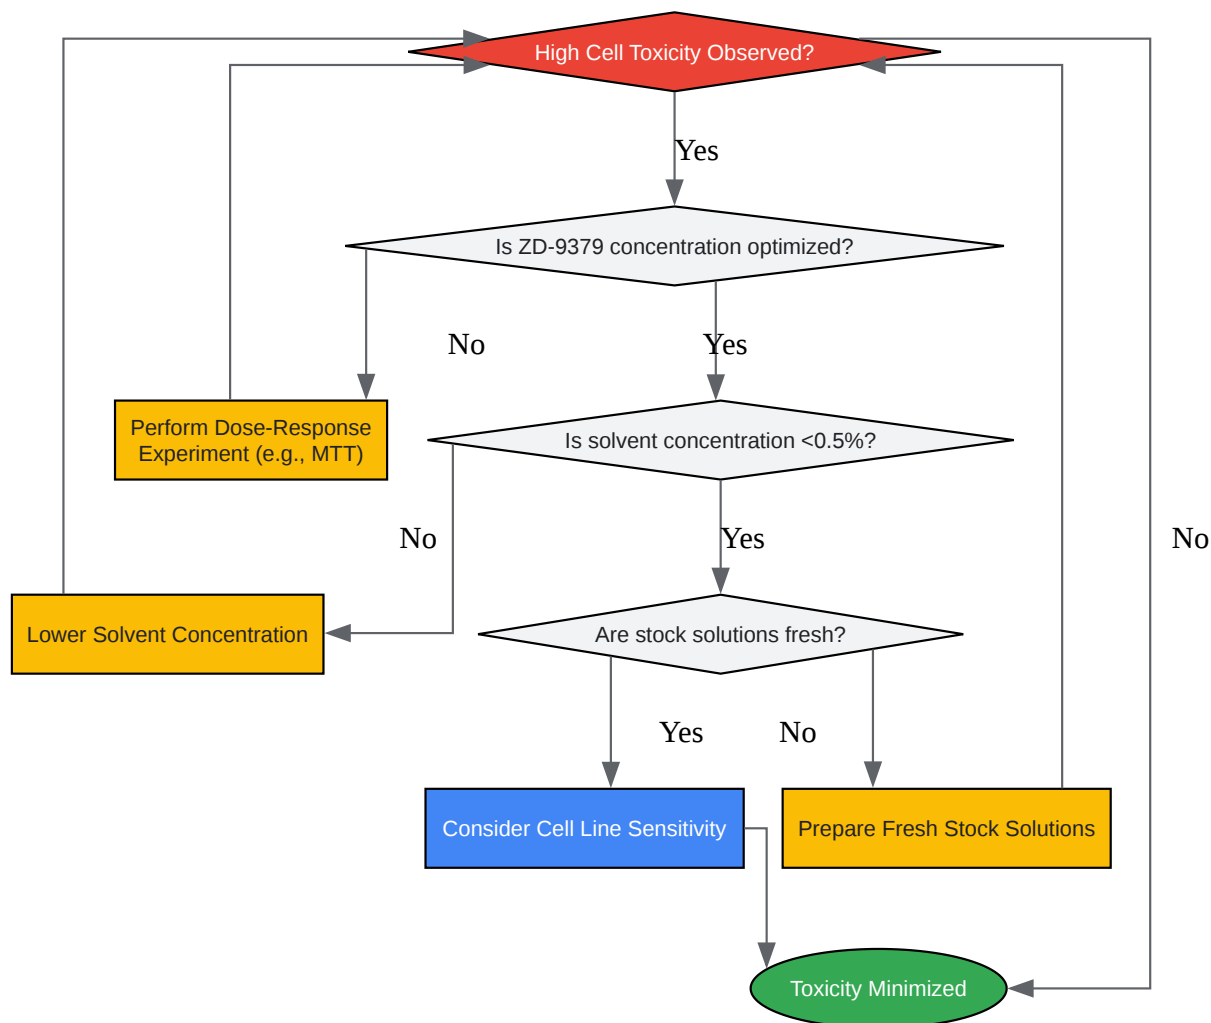 High Cell Toxicity Observed?
Yes
Is ZD-9379 concentration optimized?
No
Yes
Perform Dose-Response
Experiment (e.g., MTT)
Is solvent concentration <0.5%?
No
Yes
No
Lower Solvent Concentration
Are stock solutions fresh?
Yes
No
Consider Cell Line Sensitivity
Prepare Fresh Stock Solutions
Toxicity Minimized